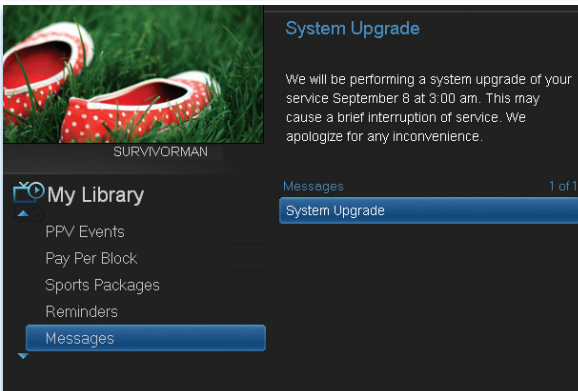 SURVIVORMAN
My Library
PPV Events
Pay Per Block
Sports Packages
Reminders
Messages
System Upgrade
We will be performing a system upgrade of your
service September 8 at 3:00 am. This may
cause a brief interruption of service. We
apologize for any inconvenience.
Messages 1 of 1
System Upgrade